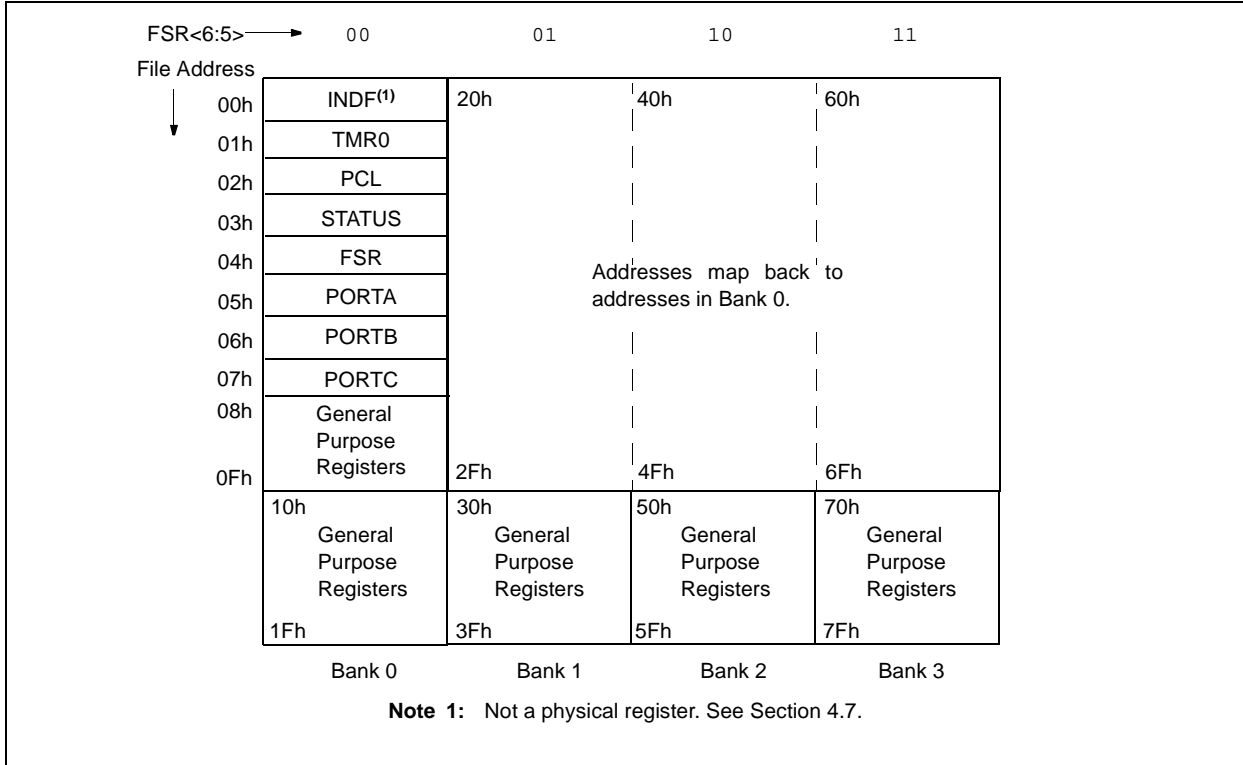 FSR<6:5> 00 01 10 11
File Address
00h INDF(1) 20h 40h 60h
01h TMR0
02h PCL
03h STATUS
04h FSR
Addresses map back to
05h PORTA addresses in Bank 0.
06h PORTB
07h PORTC
08h General
Purpose
0Fh Registers 2Fh 4Fh 6Fh
10h 30h 50h 70h
General General General General
Purpose Purpose Purpose Purpose
Registers Registers Registers Registers
1Fh 3Fh 5Fh 7Fh
Bank 0 Bank 1 Bank 2 Bank 3
Note 1: Not a physical register. See Section 4.7.